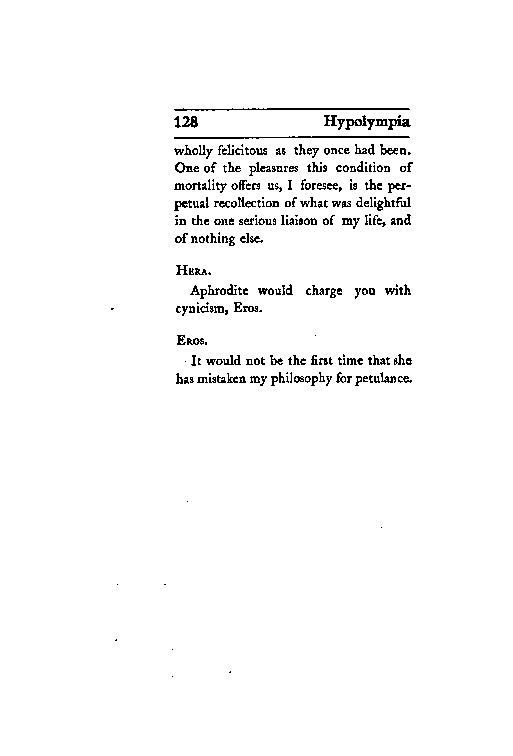 128 Hypolympia
wholly felicitous as they once had been.
One of the pleasures this condition of
mortality offers us, I foresee, is the per-
petual recollection of what was delightful
in the one serious liaison of my life, and
of nothing else.
HERA.
Aphrodite would charge you with
cynicism, Eros.
EROS.
It would not be the first time that she
has mistaken my philosophy for petulance.